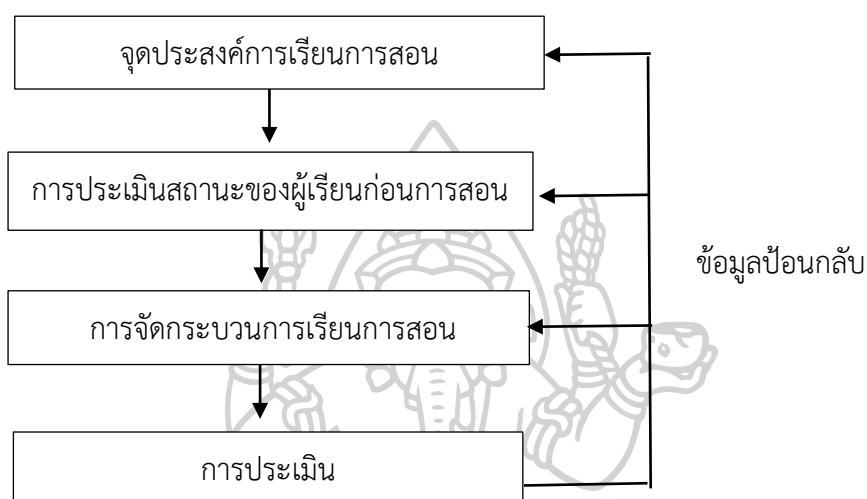 จุดประสงค์การเรียนการสอน
การประเมินสถานะของผู้เรียนก่อนการสอน
ข้อมูลป้อนกลับ
การจัดกระบวนการเรียนการสอน
การประเมิน